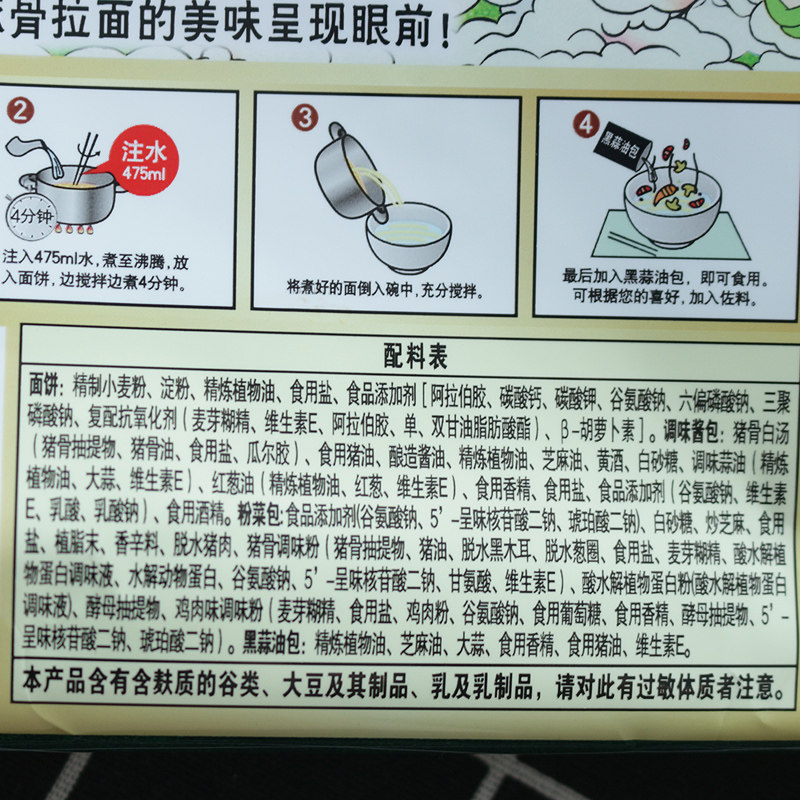 骨拉面的美味呈现眼前！
2
注水
475ml
4分钟
注入475ml水，煮至沸腾，放
入面饼，边搅拌边煮4分钟。
3
将煮好的面倒入碗中，充分搅拌。
4
黑蒜油包
最后加入黑蒜油包，即可食用。
可根据您的喜好，加入佐料。
配料表
面饼：精制小麦粉、淀粉、精炼植物油、食用盐、食品添加剂［阿拉伯胶、碳酸钙、碳酸钾、谷氨酸钠、六偏磷酸钠、三聚
磷酸钠、复配抗氧化剂（麦芽糊精、维生素E、阿拉伯胶、单、双甘油脂肪酸酯）、β-胡萝卜素］。调味酱包：猪骨白汤
（猪骨抽提物、猪骨油、食用盐、瓜尔胶）、食用猪油、酿造酱油、精炼植物油、芝麻油、黄酒、白砂糖、调味蒜油（精炼
植物油、大蒜、维生素E）、红葱油（精炼植物油、红葱、维生素E）、食用香精、食用盐、食品添加剂（谷氨酸钠、维生素
E、乳酸、乳酸钠）、食用酒精。粉菜包：食品添加剂(谷氨酸钠、5’-呈味核苷酸二钠、琥珀酸二钠)、白砂糖、炒芝麻、食用
盐、植脂末、香辛料、脱水猪肉、猪骨调味粉（猪骨抽提物、猪油、脱水黑木耳、脱水葱圈、食用盐、麦芽糊精、酸水解植
物蛋白调味液、水解动物蛋白、谷氨酸钠、5’-呈味核苷酸二钠、甘氨酸、维生素E）、酸水解植物蛋白粉(酸水解植物蛋白
调味液)、酵母抽提物、鸡肉味调味粉（麦芽糊精、食用盐、鸡肉粉、谷氨酸钠、食用葡萄糖、食用香精、酵母抽提物、5’-
呈味核苷酸二钠、琥珀酸二钠）。黑蒜油包：精炼植物油、芝麻油、大蒜、食用香精、食用猪油、维生素E。
本产品含有含麸质的谷类、大豆及其制品、乳及乳制品，请对此有过敏体质者注意。